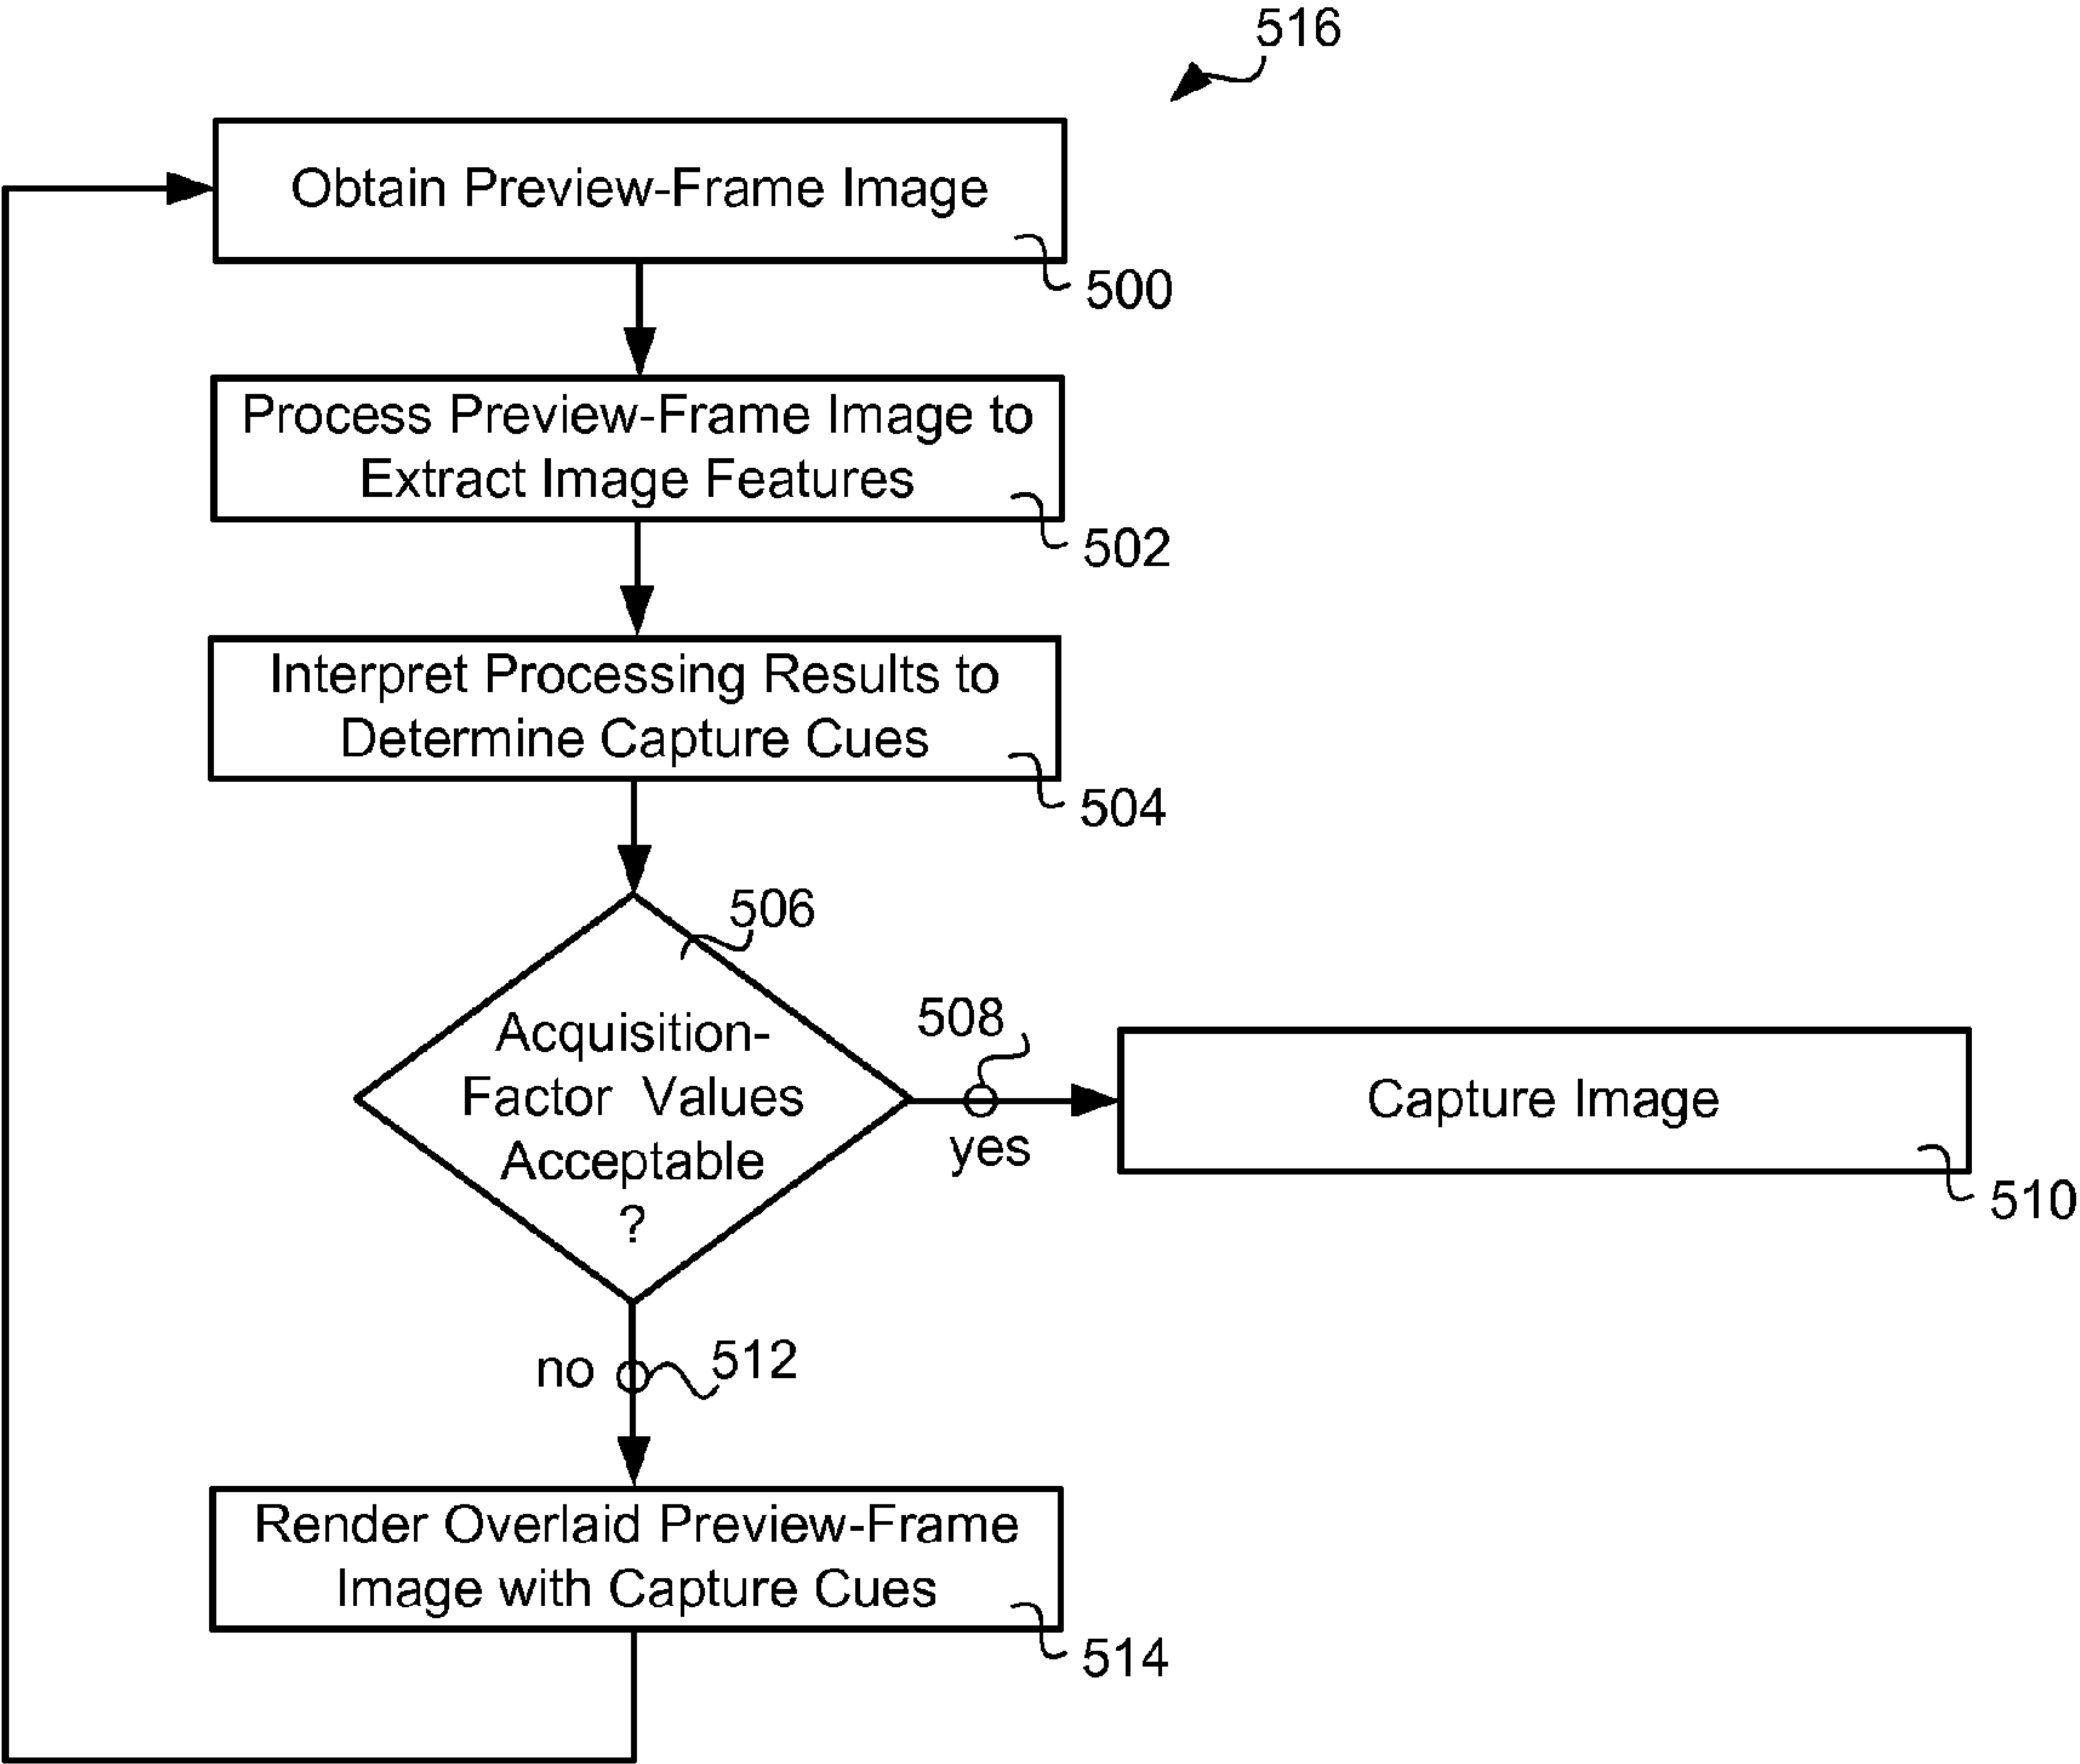 516
Obtain Preview-Frame Image
500
Process Preview-Frame Image to
Extract Image Features
502
Interpret Processing Results to
Determine Capture Cues
504
506
Acquisition-
Factor Values
Acceptable
?
508
yes
Capture Image
510
no
512
Render Overlaid Preview-Frame
Image with Capture Cues
514